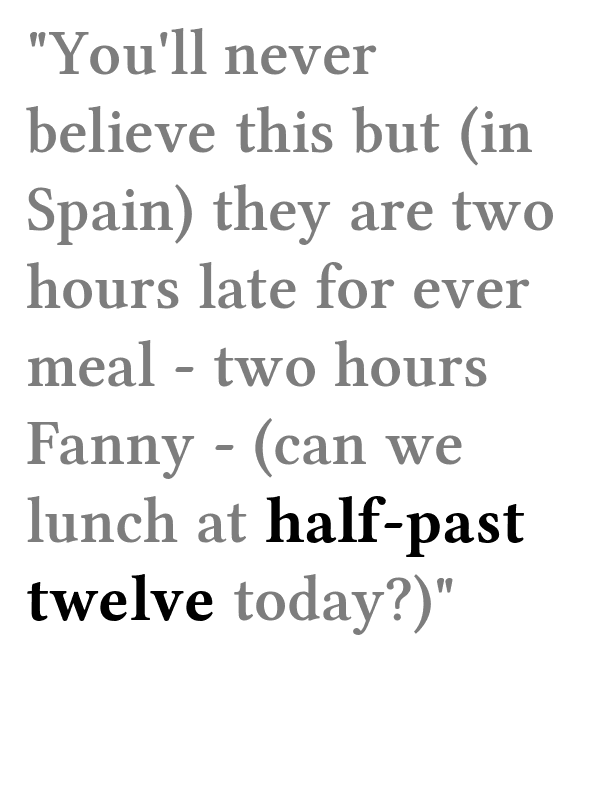 "You'll never
believe this but (in
Spain) they are two
hours late for ever
meal - two hours
Fanny - (can we
lunch at half-past
twelve today?)"